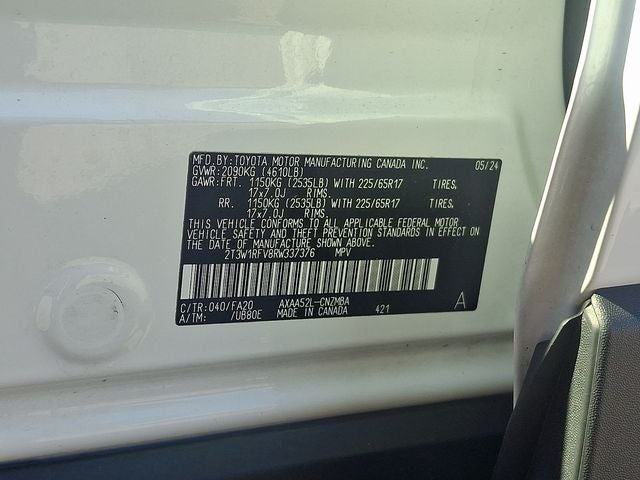 MFD.BY:TOYOTA MOTOR MANUFACTURING CANADA INC. 05/24
GVWR:2090KG (4610LB)
GAWR:FRT. 1150KG (2535LB) WITH 225/65R17 TIRES,
17x7.0J RIMS.
RR. 1150KG (2535LB) WITH 225/65R17 TIRES,
17x7.0J RIMS.
THIS VEHICLE CONFORMS TO ALL APPLICABLE FEDERAL MOTOR
VEHICLE SAFETY AND THEFT PREVENTION STANDARDS IN EFFECT ON
THE DATE OF MANUFACTURE SHOWN ABOVE.
2T3W1RFV8RW337376 MPV
C/TR:040/FA20 AXAA52L-CNZMBA
A/TM: /UB80E MADE IN CANADA 421 A